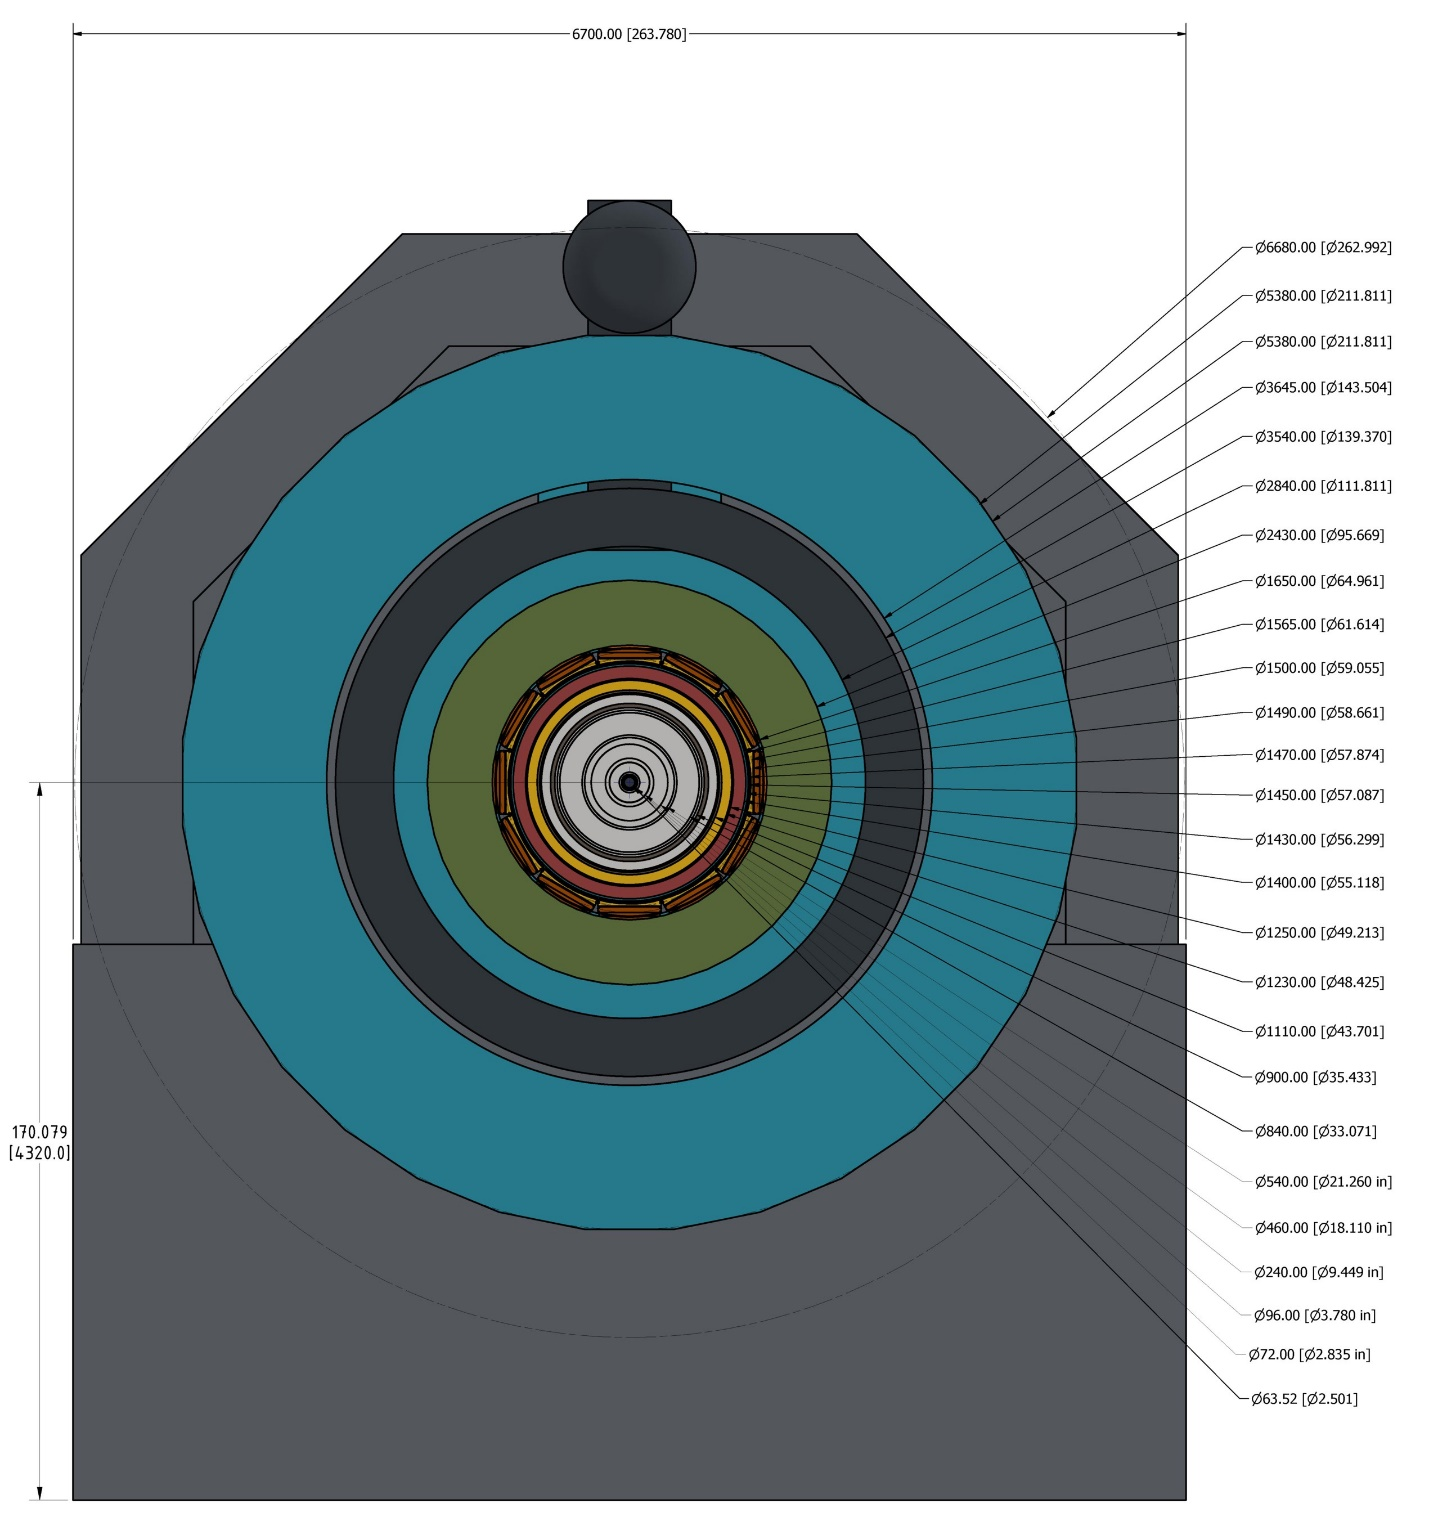 6700.00 [263.780]
Ø6680.00 [Ø262.992]
Ø5380.00 [Ø211.811]
Ø5380.00 [Ø211.811]
Ø3645.00 [Ø143.504]
Ø3540.00 [Ø139.370]
Ø2840.00 [Ø111.811]
Ø2430.00 [Ø95.669]
Ø1650.00 [Ø64.961]
Ø1565.00 [Ø61.614]
Ø1500.00 [Ø59.055]
Ø1490.00 [Ø58.661]
Ø1470.00 [Ø57.874]
Ø1450.00 [Ø57.087]
Ø1430.00 [Ø56.299]
Ø1400.00 [Ø55.118]
Ø1250.00 [Ø49.213]
Ø1230.00 [Ø48.425]
Ø1110.00 [Ø43.701]
Ø900.00 [Ø35.433]
Ø840.00 [Ø33.071]
Ø540.00 [Ø21.260 in]
Ø460.00 [Ø18.110 in]
Ø240.00 [Ø9.449 in]
Ø96.00 [Ø3.780 in]
Ø72.00 [Ø2.835 in]
Ø63.52 [Ø2.501]
170.079
[4320.0]